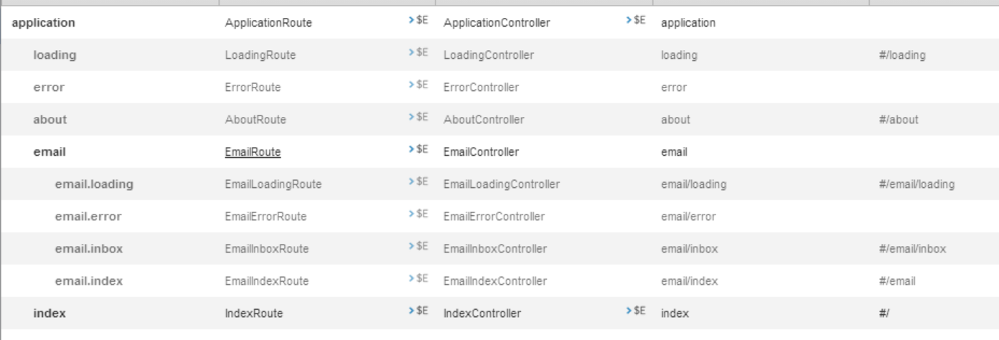 application ApplicationRoute >$E ApplicationController >$E application
loading LoadingRoute >$E LoadingController loading #/loading
error ErrorRoute >$E ErrorController error
about AboutRoute >$E AboutController about #/about
email EmailRoute >$E EmailController email
email.loading EmailLoadingRoute >$E EmailLoadingController email/loading #/email/loading
email.error EmailErrorRoute >$E EmailErrorController email/error
email.inbox EmailInboxRoute >$E EmailInboxController email/inbox #/email/inbox
email.index EmailIndexRoute >$E EmailIndexController email/index #/email
index IndexRoute >$E IndexController >$E index #/